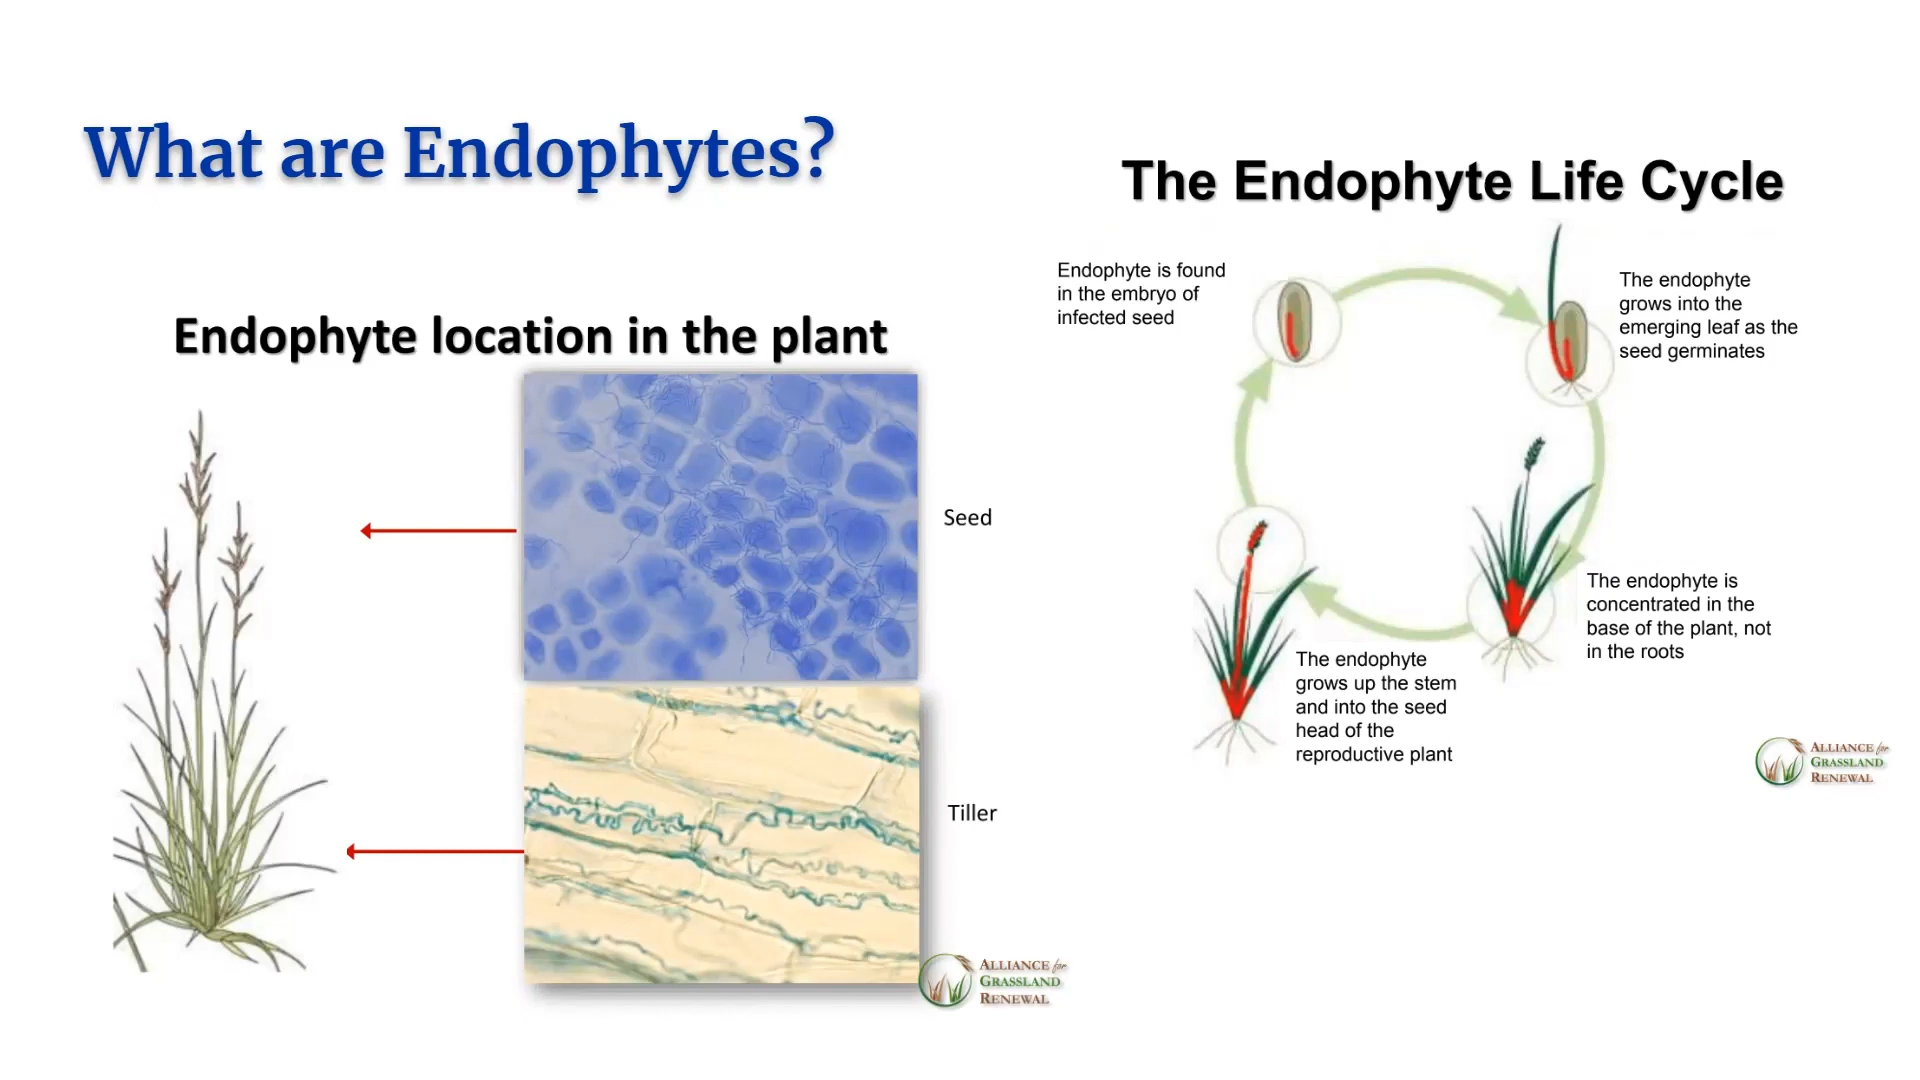 What are Endophytes?
Endophyte location in the plant
Seed
Tiller
ALLIANCE for
GRASSLAND
RENEWAL
The Endophyte Life Cycle
Endophyte is found
in the embryo of
infected seed
The endophyte
grows into the
emerging leaf as the
seed germinates
The endophyte is
concentrated in the
base of the plant, not
in the roots
The endophyte
grows up the stem
and into the seed
head of the
reproductive plant
ALLIANCE for
GRASSLAND
RENEWAL